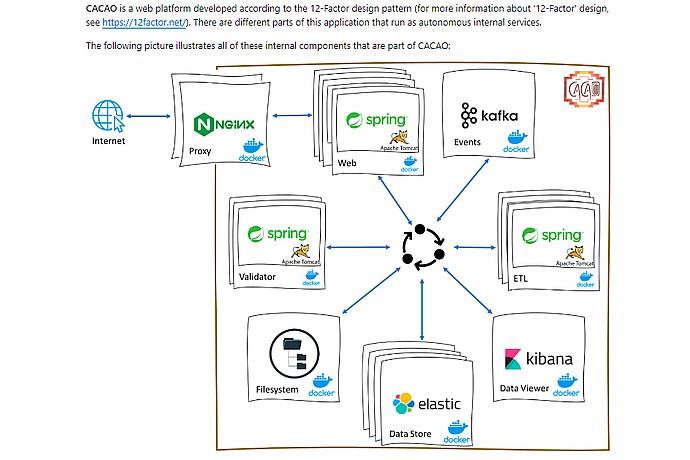 CACAO is a web platform developed according to the 12-Factor design pattern (for more information about '12-Factor' design,
see https://12factor.net/). There are different parts of this application that run as autonomous internal services.
The following picture illustrates all of these internal components that are part of CACAO:
CACAO
Internet
NGINX
Proxy
docker
spring
Apache Tomcat
Web
docker
kafka
Events
docker
spring
Apache Tomcat
Validator
docker
spring
Apache Tomcat
ETL
docker
Filesystem
docker
elastic
Data Store
docker
kibana
Data Viewer
docker